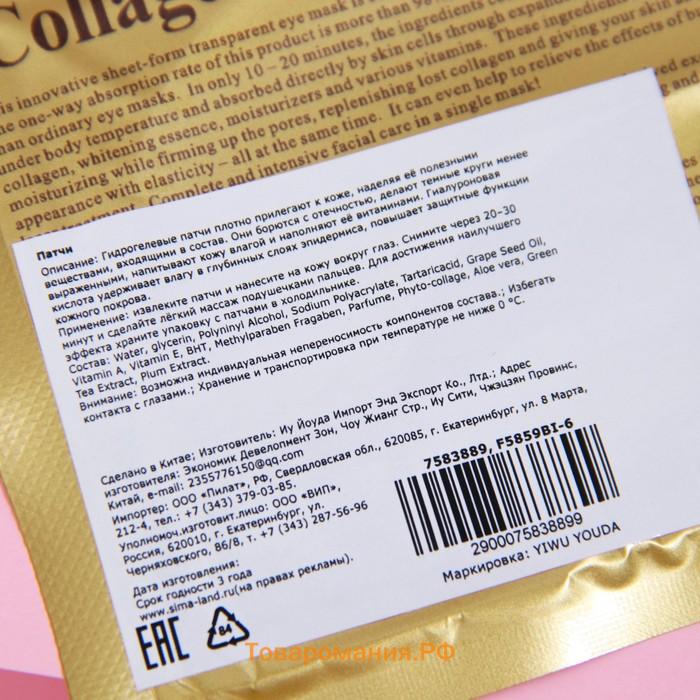 Collage
is innovative sheet-form transparent eye mask is
he one-way absorption rate of this product is more than 98%
han ordinary eye masks. In only 10 – 20 minutes, the ingredients
under body temperature and absorbed directly by skin cells through expand
collagen, whitening essence, moisturizers and various vitamins. These ingredients
moisturizing while firming up the pores, replenishing lost collagen and giving your skin a
appearance with elasticity – all at the same time. It can even help to relieve the effects of
treatment. Complete and intensive facial care in a single mask!
Патчи
Описание: Гидрогелевые патчи плотно прилегают к коже, наделяя её полезными
веществами, входящими в состав. Они борются с отечностью, делают темные круги менее
выраженными, напитывают кожу влагой и наполняют её витаминами. Гиалуроновая
кислота удерживает влагу в глубинных слоях эпидермиса, повышает защитные функции
кожного покрова.
Применение: извлеките патчи и нанесите на кожу вокруг глаз. Снимите через 20–30
минут и сделайте лёгкий массаж подушечками пальцев. Для достижения наилучшего
эффекта храните упаковку с патчами в холодильнике.
Состав: Water, glycerin, Polyninyl Alcohol, Sodium Polyacrylate, Tartaricacid, Grape Seed Oil,
Vitamin A, Vitamin E, BHT, Methylparaben Fragaben, Parfume, Phyto-collage, Aloe vera, Green
Tea Extract, Plum Extract.
Внимание: Возможна индивидуальная непереносимость компонентов состава.; Избегать
контакта с глазами.; Хранение и транспортировка при температуре не ниже 0 °C.
Сделано в Китае; Изготовитель: Иу Йоуда Импорт Энд Экспорт Ко., Лтд.; Адрес
изготовителя: Экономик Девелопмент Зон, Чоу Жианг Стр., Иу Сити, Чжэцзян Провинс,
Китай, e-mail: 2355776150@qq.com
Импортер: ООО «Пилат», РФ, Свердловская обл., 620085, г. Екатеринбург, ул. 8 Марта,
212-4, тел.: +7 (343) 379-03-85.
Уполномоч.изготовит.лицо: ООО «ВИП»,
Россия, 620010, г. Екатеринбург, ул.
Черняховского, 86/8, т. +7 (343) 287-56-96
7583889, F5859BI-6
2900075838899
Маркировка: YIWU YOUDA
Дата изготовления:
Срок годности 3 года
www.sima-land.ru(на правах рекламы).
EAC
84
Товаромания.РФ